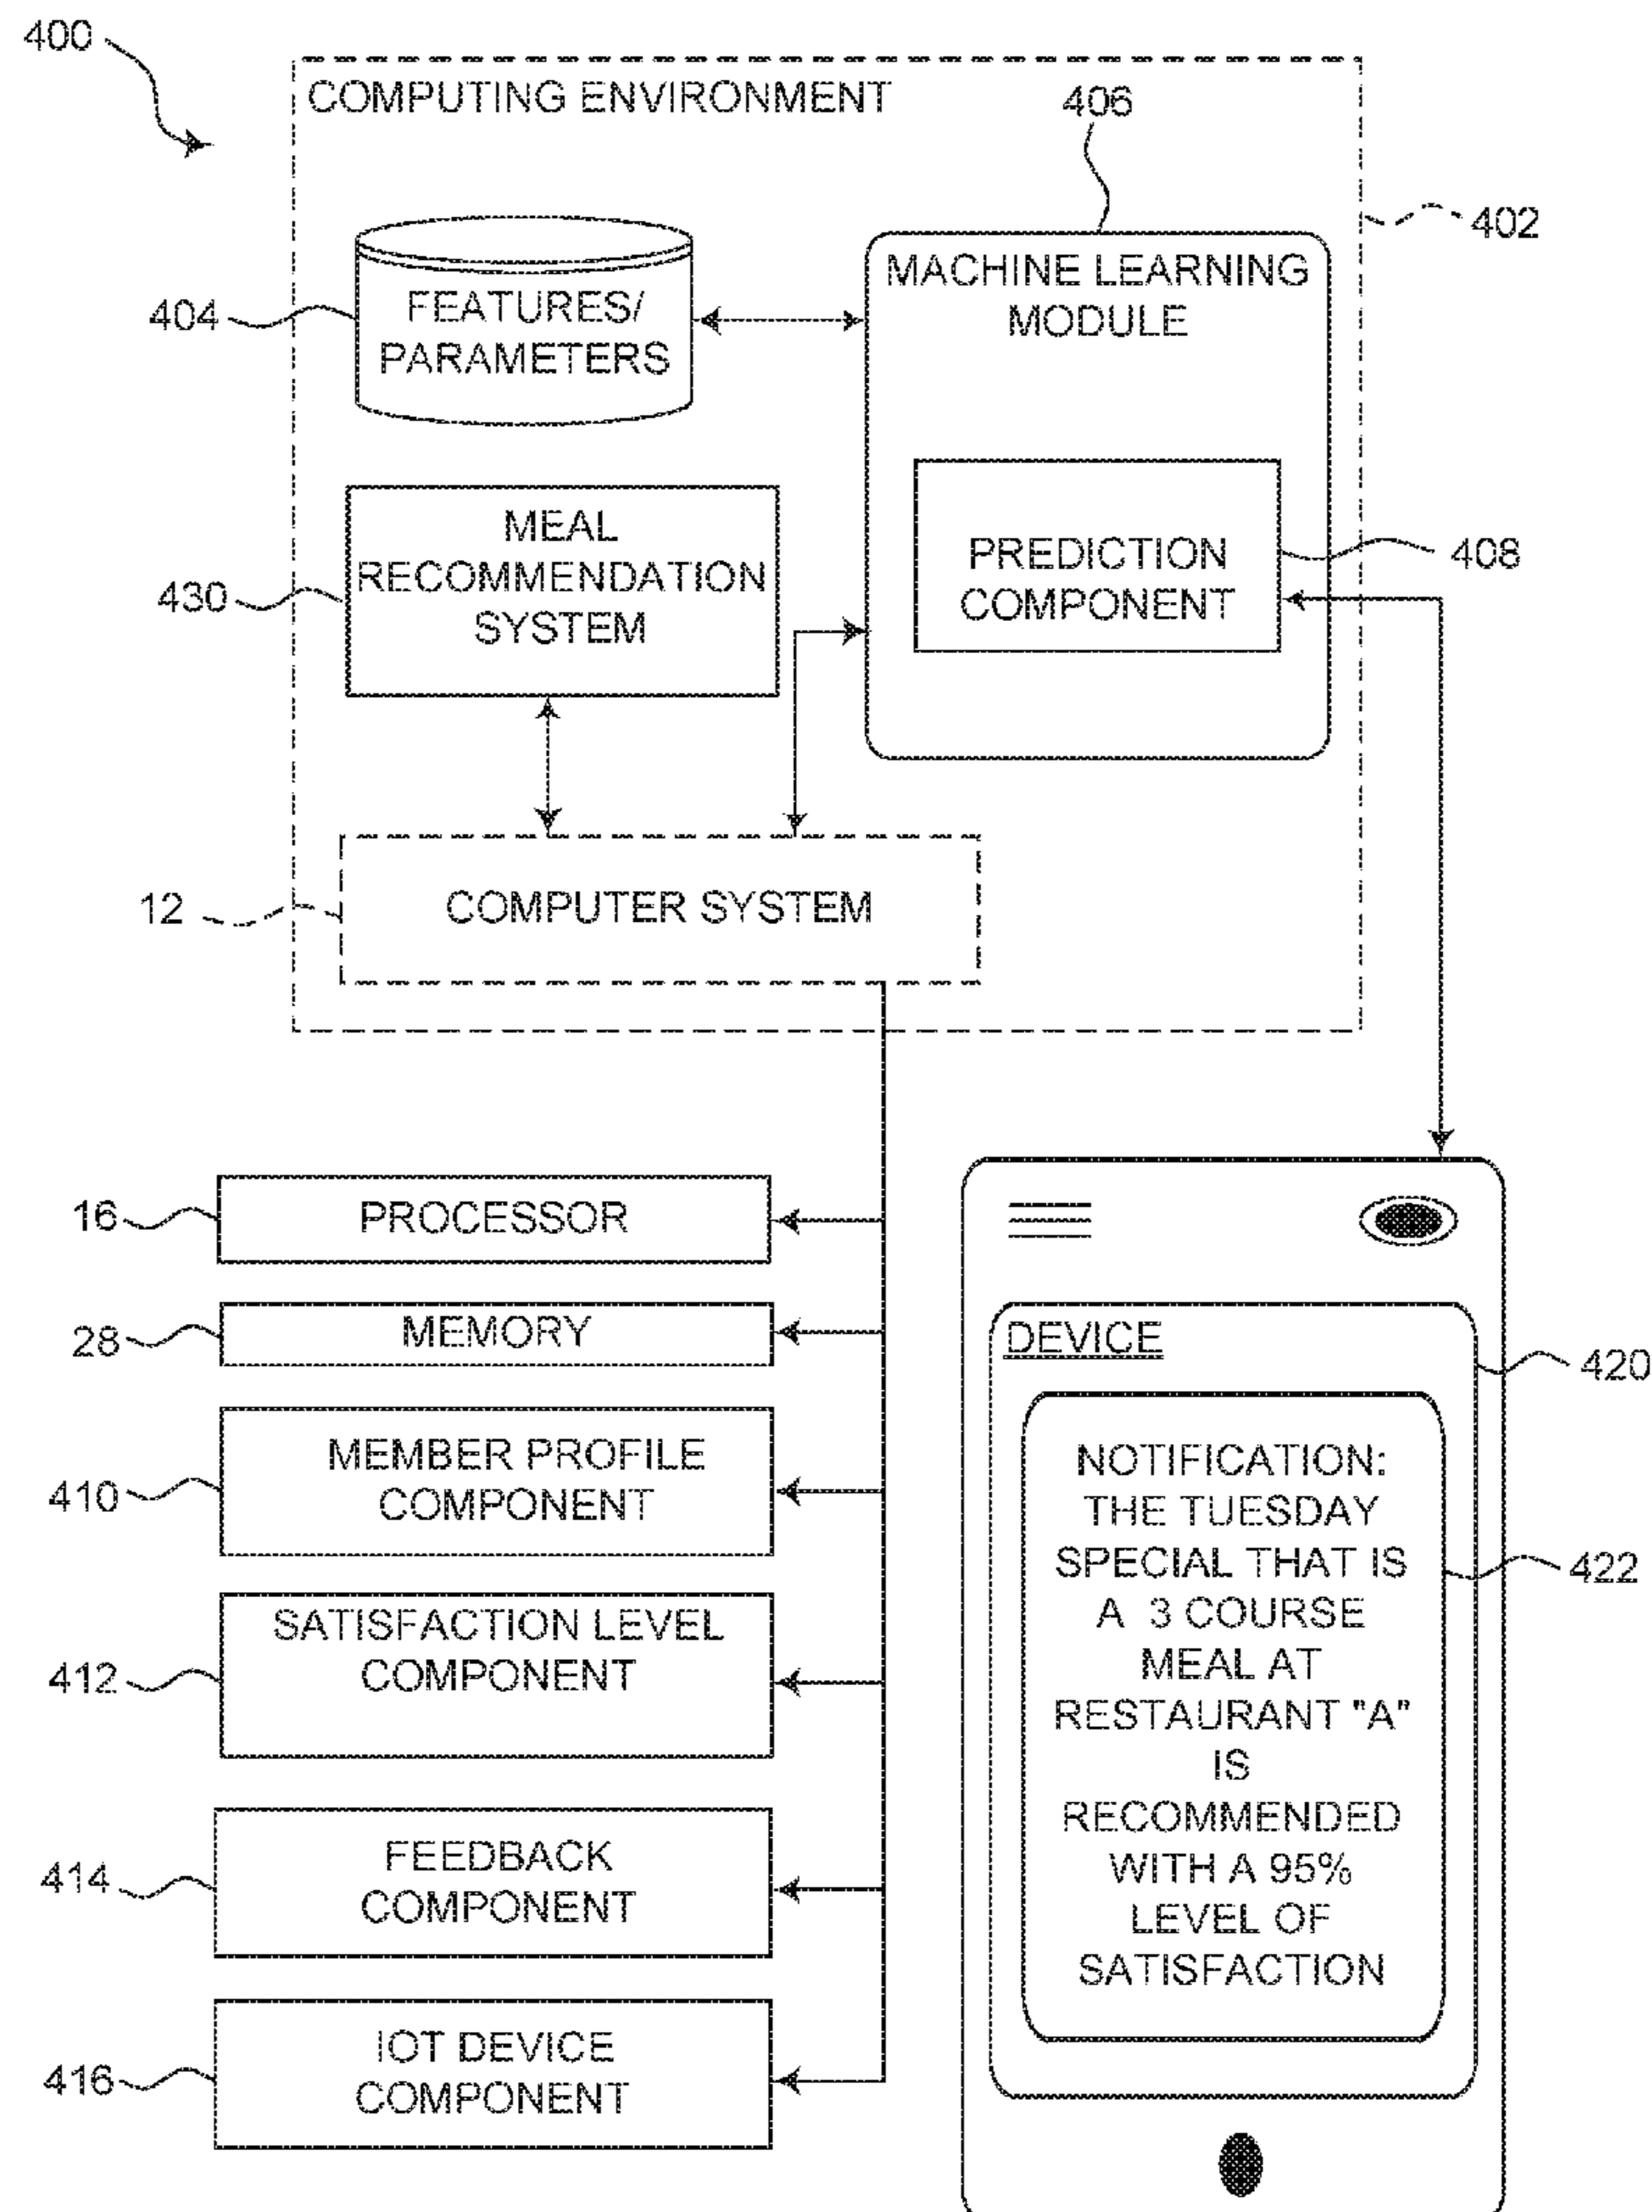 400
COMPUTING ENVIRONMENT
406
402
404
FEATURES/
PARAMETERS
MACHINE LEARNING
MODULE
430
MEAL
RECOMMENDATION
SYSTEM
PREDICTION
COMPONENT
408
12
COMPUTER SYSTEM
16
PROCESSOR
28
MEMORY
410
MEMBER PROFILE
COMPONENT
412
SATISFACTION LEVEL
COMPONENT
414
FEEDBACK
COMPONENT
416
IOT DEVICE
COMPONENT
DEVICE
420
NOTIFICATION:
THE TUESDAY
SPECIAL THAT IS
A 3 COURSE
MEAL AT
RESTAURANT "A"
IS
RECOMMENDED
WITH A 95%
LEVEL OF
SATISFACTION
422